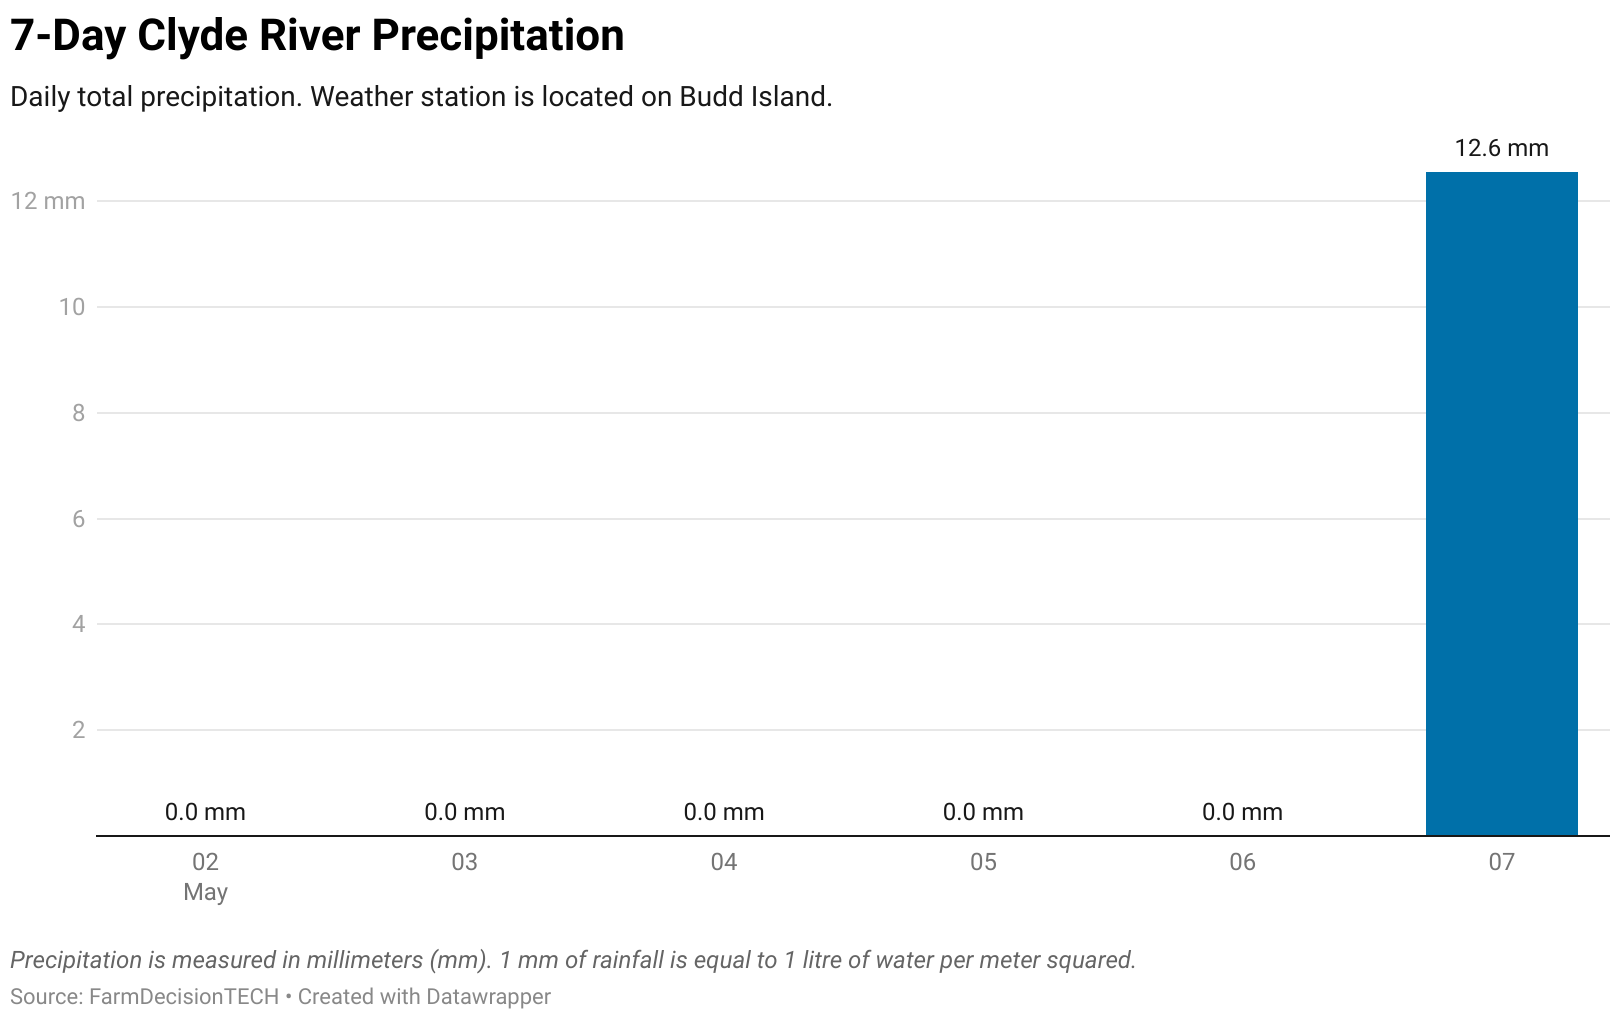 7-Day Clyde River Precipitation
Daily total precipitation. Weather station is located on Budd Island.
12.6 mm
12 mm
10
8
6
4
2
0.0 mm 0.0 mm 0.0 mm 0.0 mm 0.0 mm
02 03 04 05 06 07
May
Precipitation is measured in millimeters (mm). 1 mm of rainfall is equal to 1 litre of water per meter squared.
Source: FarmDecisionTECH • Created with Datawrapper